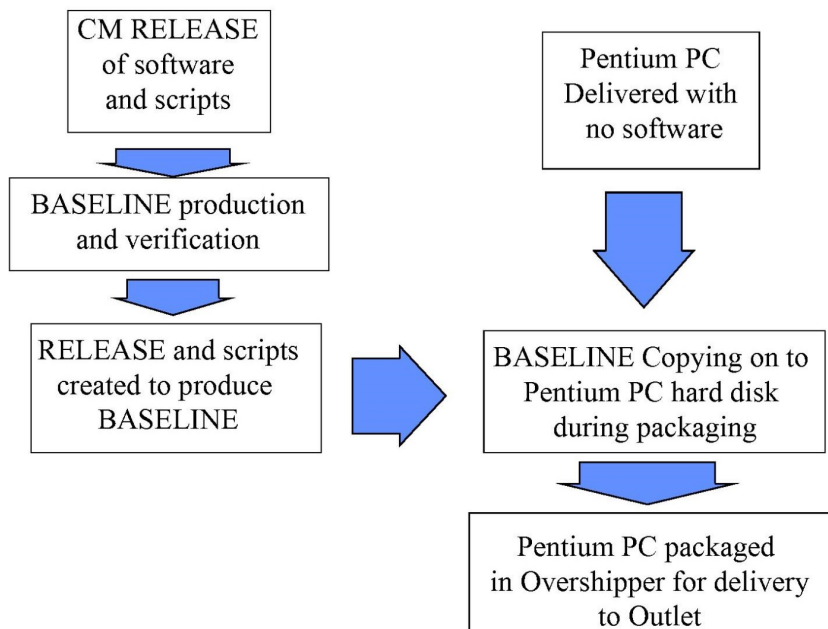 CM RELEASE
of software
and scripts
BASELINE production
and verification
RELEASE and scripts
created to produce
BASELINE
Pentium PC
Delivered with
no software
BASELINE Copying on to
Pentium PC hard disk
during packaging
Pentium PC packaged
in Overshipper for delivery
to Outlet